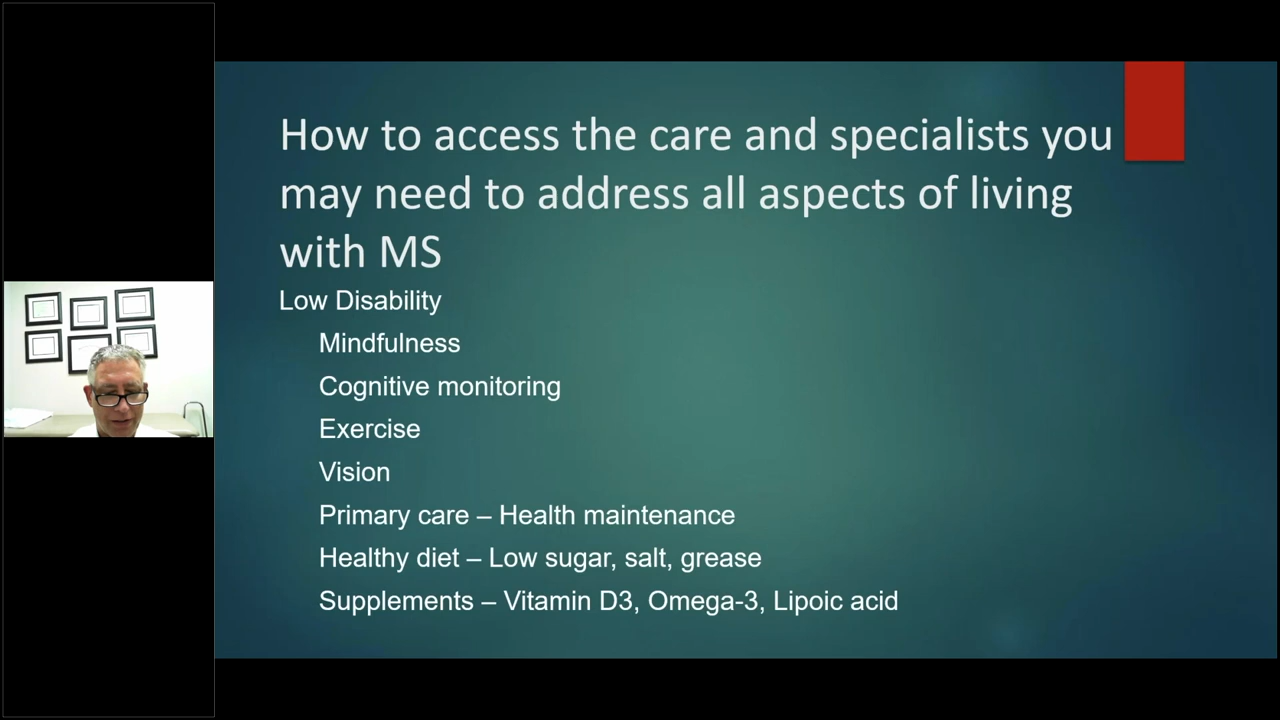 How to access the care and specialists you
may need to address all aspects of living
with MS
Low Disability
Mindfulness
Cognitive monitoring
Exercise
Vision
Primary care – Health maintenance
Healthy diet – Low sugar, salt, grease
Supplements – Vitamin D3, Omega-3, Lipoic acid